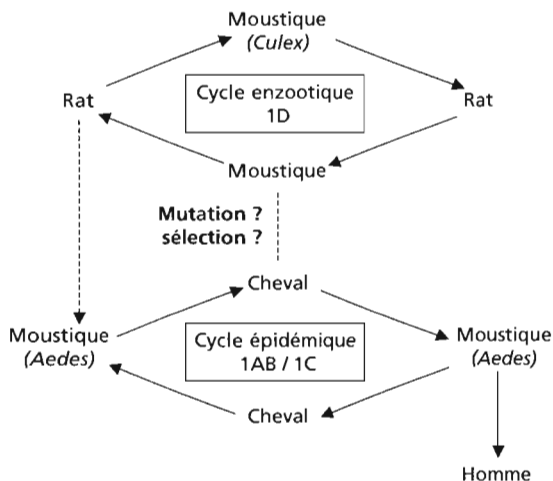 Moustique
(Culex)
Rat
Cycle enzootique
1D
Rat
Moustique
Mutation ?
sélection ?
Cheval
Moustique
(Aedes)
Cycle épidémique
1AB / 1C
Moustique
(Aedes)
Cheval
Homme